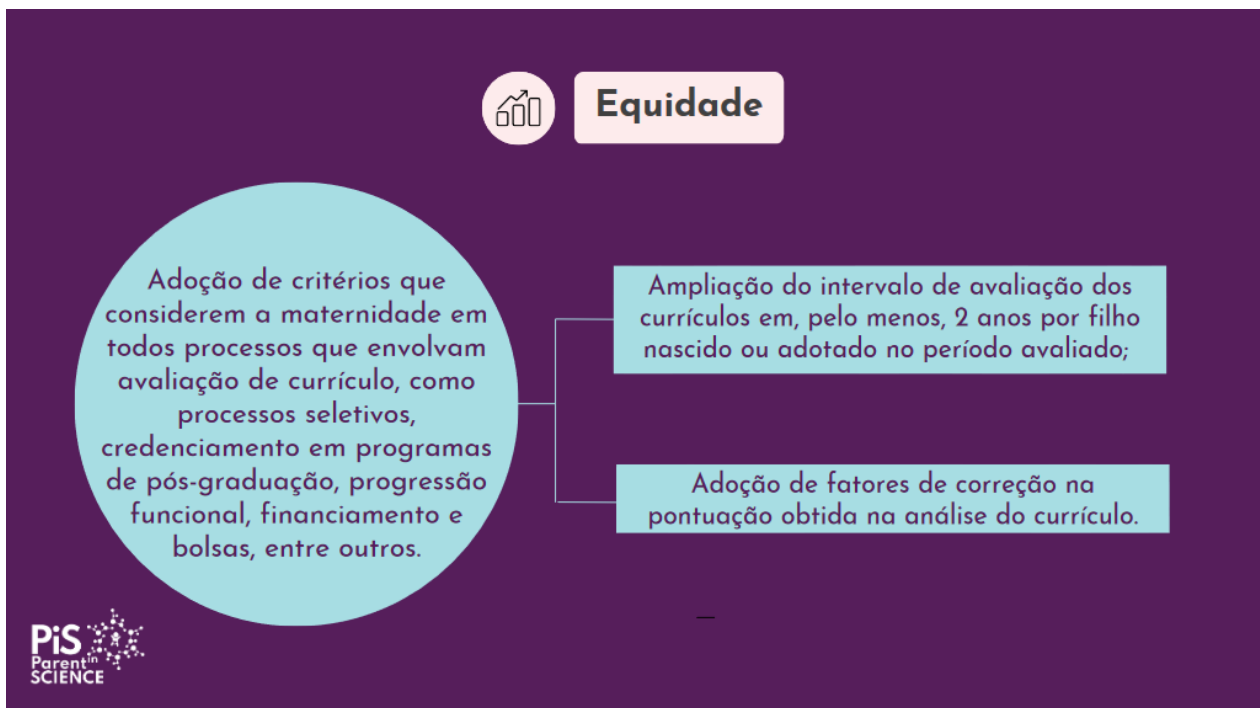 Equidade
Adoção de critérios que
considerem a maternidade em
todos processos que envolvam
avaliação de currículo, como
processos seletivos,
credenciamento em programas
de pós-graduação, progressão
funcional, financiamento e
bolsas, entre outros.
Ampliação do intervalo de avaliação dos
currículos em, pelo menos, 2 anos por filho
nascido ou adotado no período avaliado;
Adoção de fatores de correção na
pontuação obtida na análise do currículo.
PiS
Parent in
SCIENCE